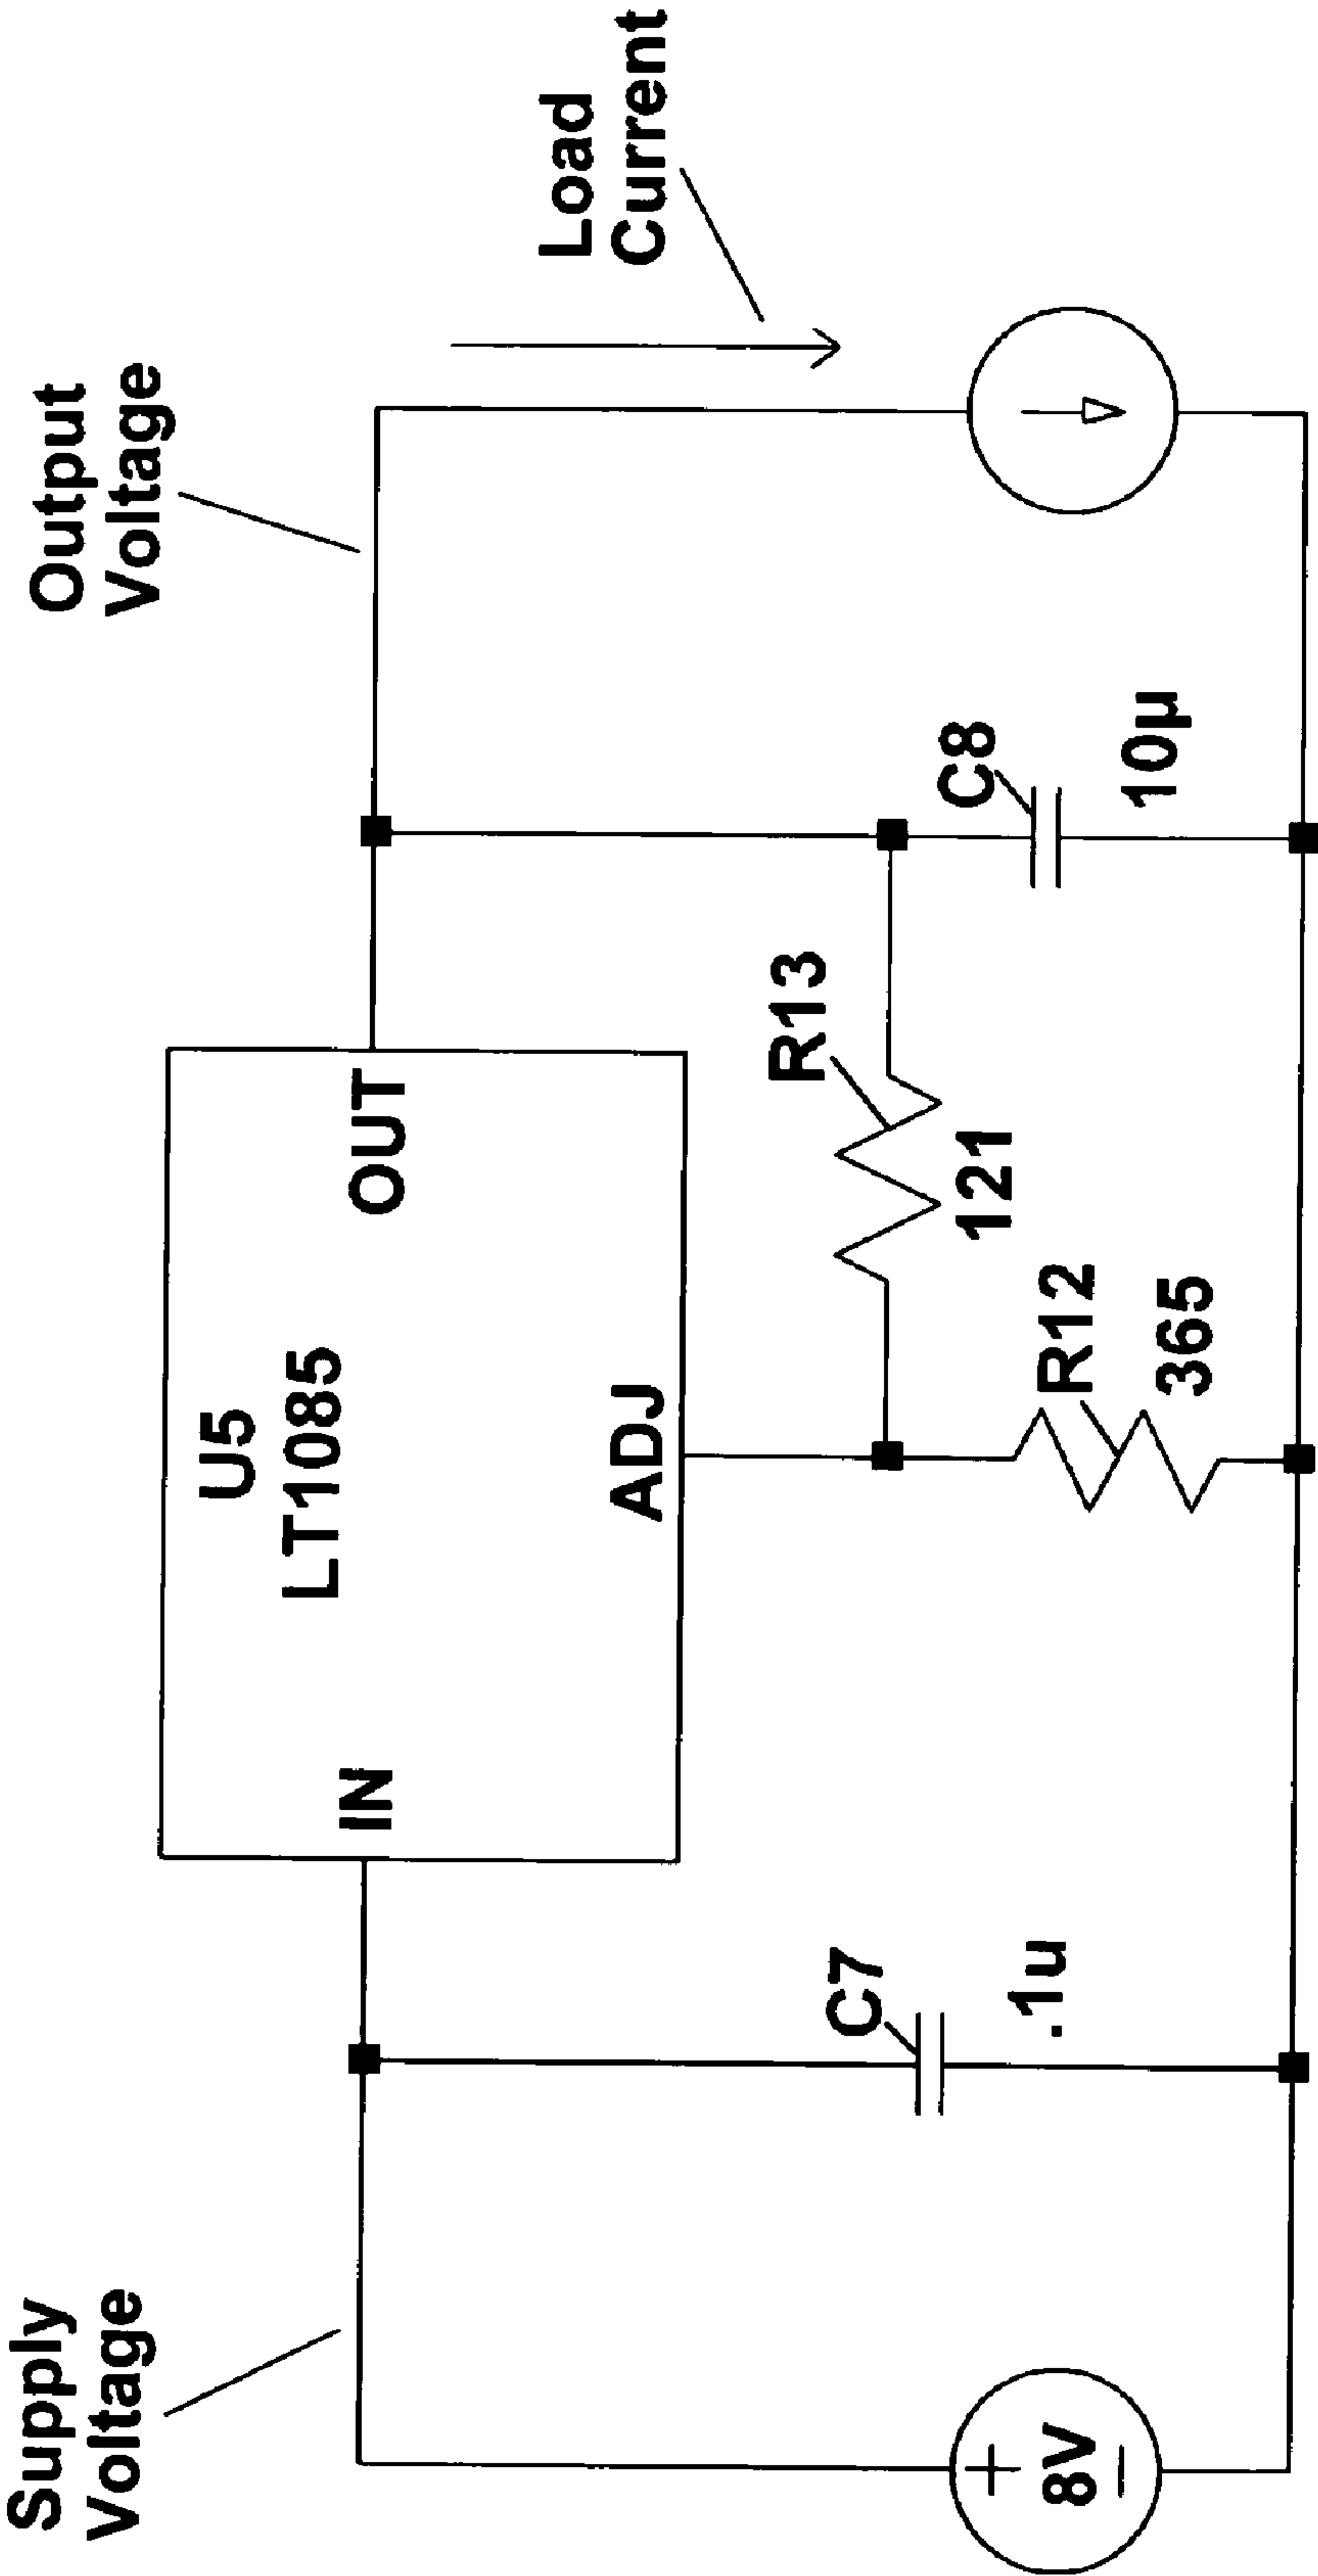 Supply
Voltage
Output
Voltage
Load
Current
U5
LT1085
IN
OUT
ADJ
R13
121
R12
365
C7
.1u
C8
10µ
+
8V
−